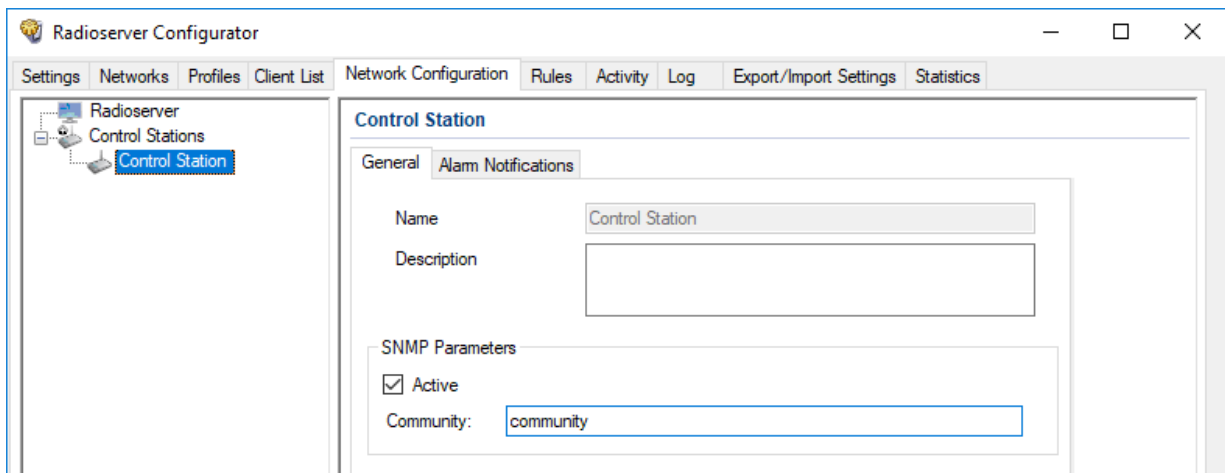 Radioserver Configurator
Settings Networks Profiles Client List Network Configuration Rules Activity Log Export/Import Settings Statistics
Radioserver
Control Stations
Control Station
Control Station
General Alarm Notifications
Name Control Station
Description
SNMP Parameters
Active
Community: community